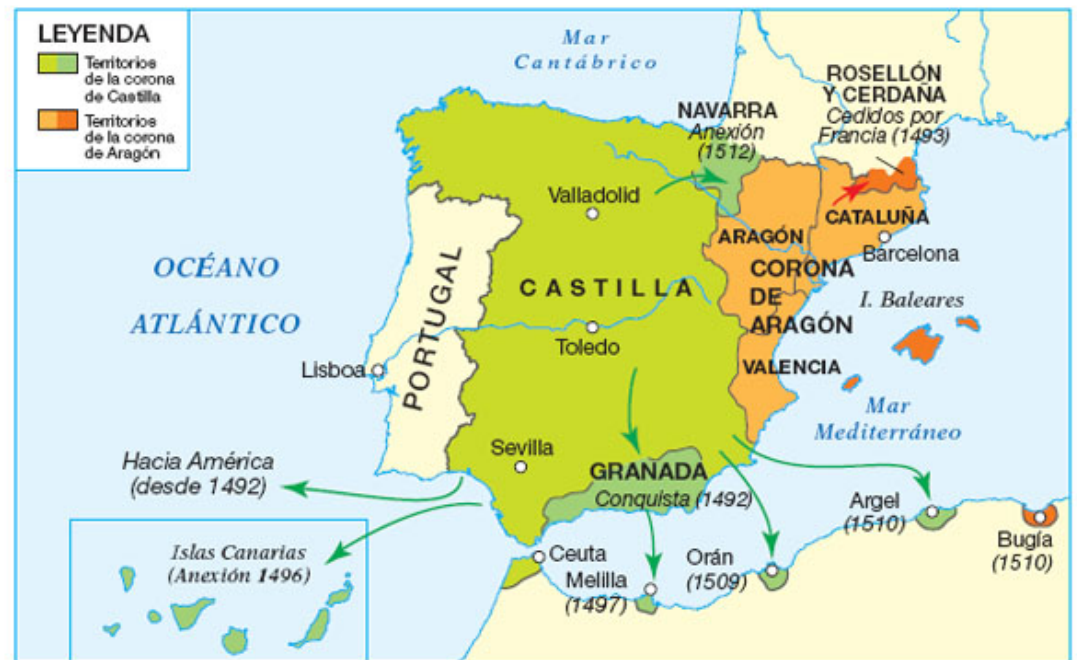 LEYENDA
Territorios
de la corona
de Castilla
Territorios
de la corona
de Aragón
Mar
Cantábrico
NAVARRA
Anexión
(1512)
ROSELLÓN
Y CERDAÑA
Cedidos por
Francia (1493)
Valladolid
ARAGÓN
CATALUÑA
Barcelona
OCÉANO
ATLÁNTICO
PORTUGAL
CASTILLA
CORONA
DE
ARAGÓN
I. Baleares
Toledo
Lisboa
VALENCIA
Mar
Mediterráneo
Sevilla
GRANADA
Conquista (1492)
Hacia América
(desde 1492)
Argel
(1510)
Bugía
(1510)
Islas Canarias
(Anexión 1496)
Ceuta
Melilla
(1497)
Orán
(1509)